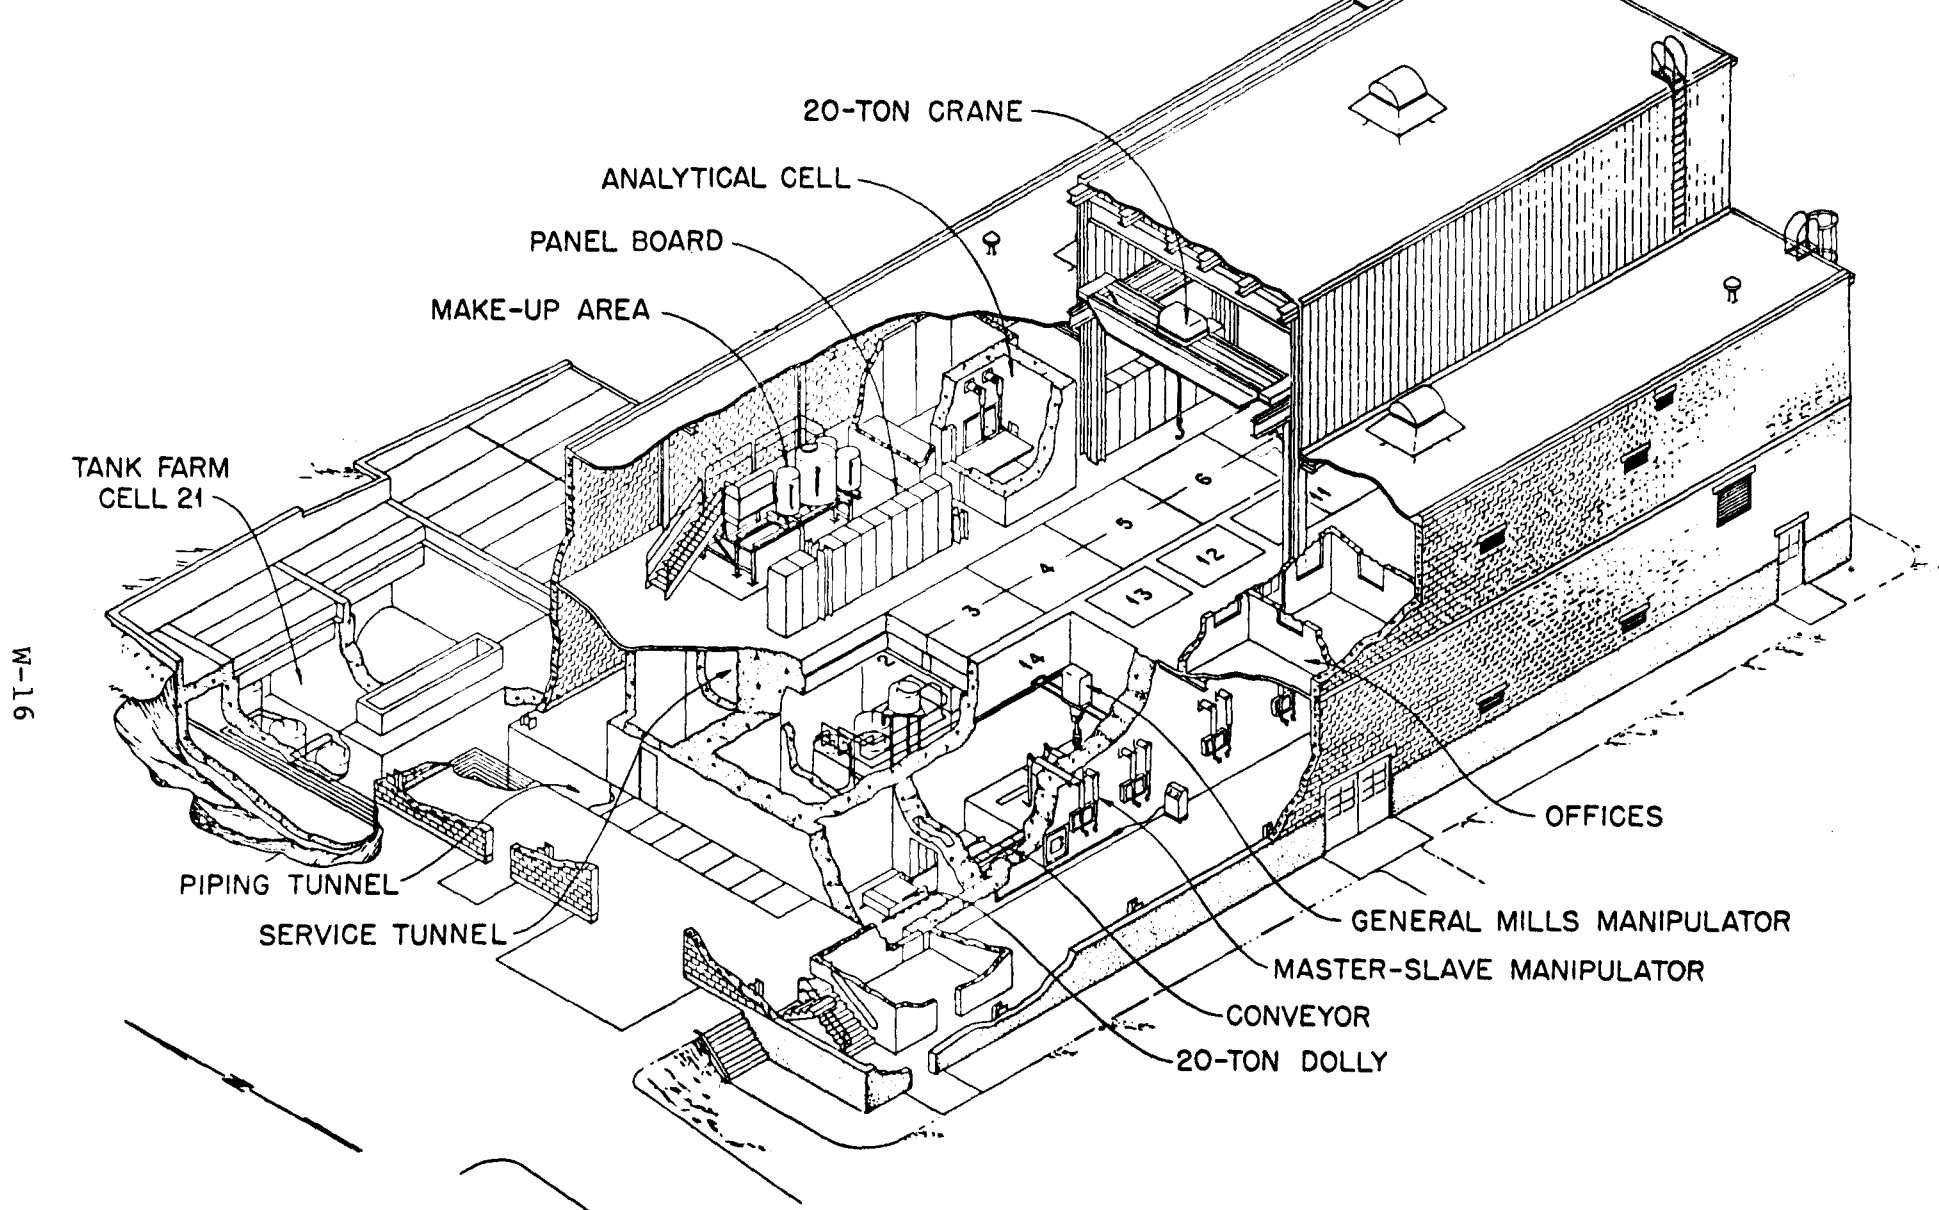 20-TON CRANE
ANALYTICAL CELL
PANEL BOARD
MAKE-UP AREA
TANK FARM
CELL 21
6
11
5
12
4
13
3
14
2
W-16
OFFICES
PIPING TUNNEL
SERVICE TUNNEL
GENERAL MILLS MANIPULATOR
MASTER-SLAVE MANIPULATOR
CONVEYOR
20-TON DOLLY
N